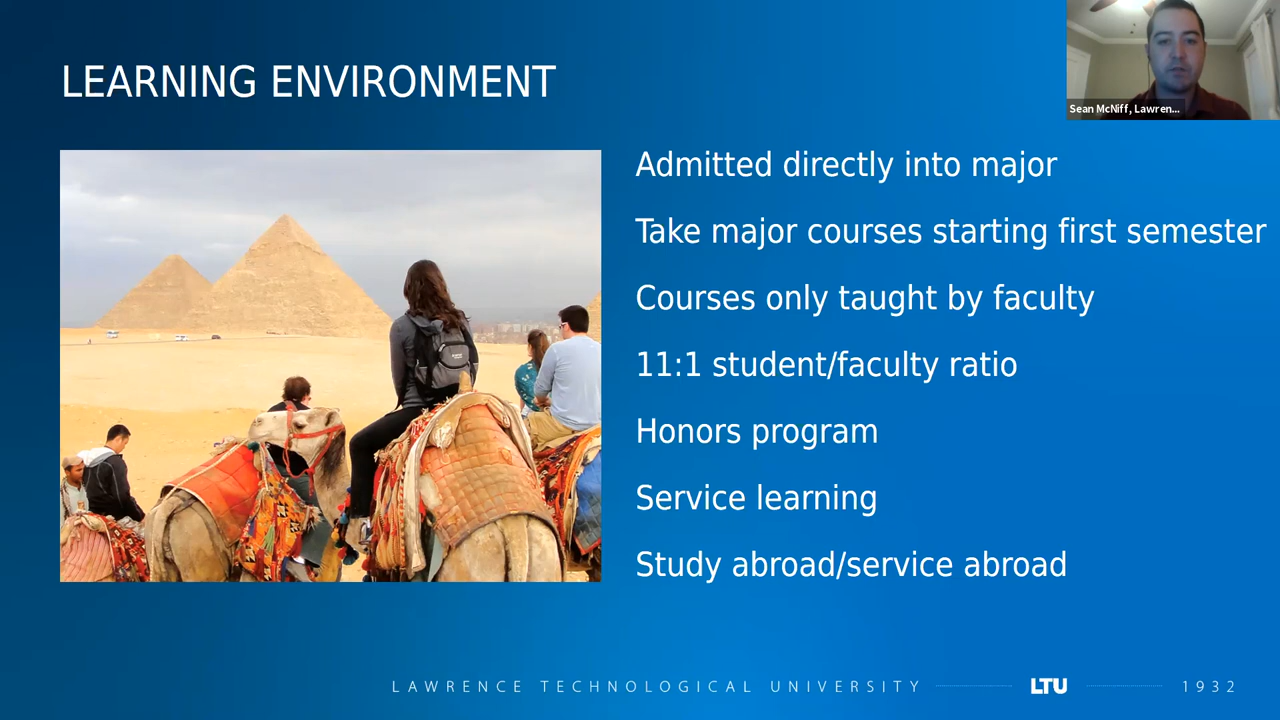 LEARNING ENVIRONMENT
Sean McNiff, Lawren...
Admitted directly into major
Take major courses starting first semester
Courses only taught by faculty
11:1 student/faculty ratio
Honors program
Service learning
Study abroad/service abroad
LAWRENCE TECHNOLOGICAL UNIVERSITY LTU 1932